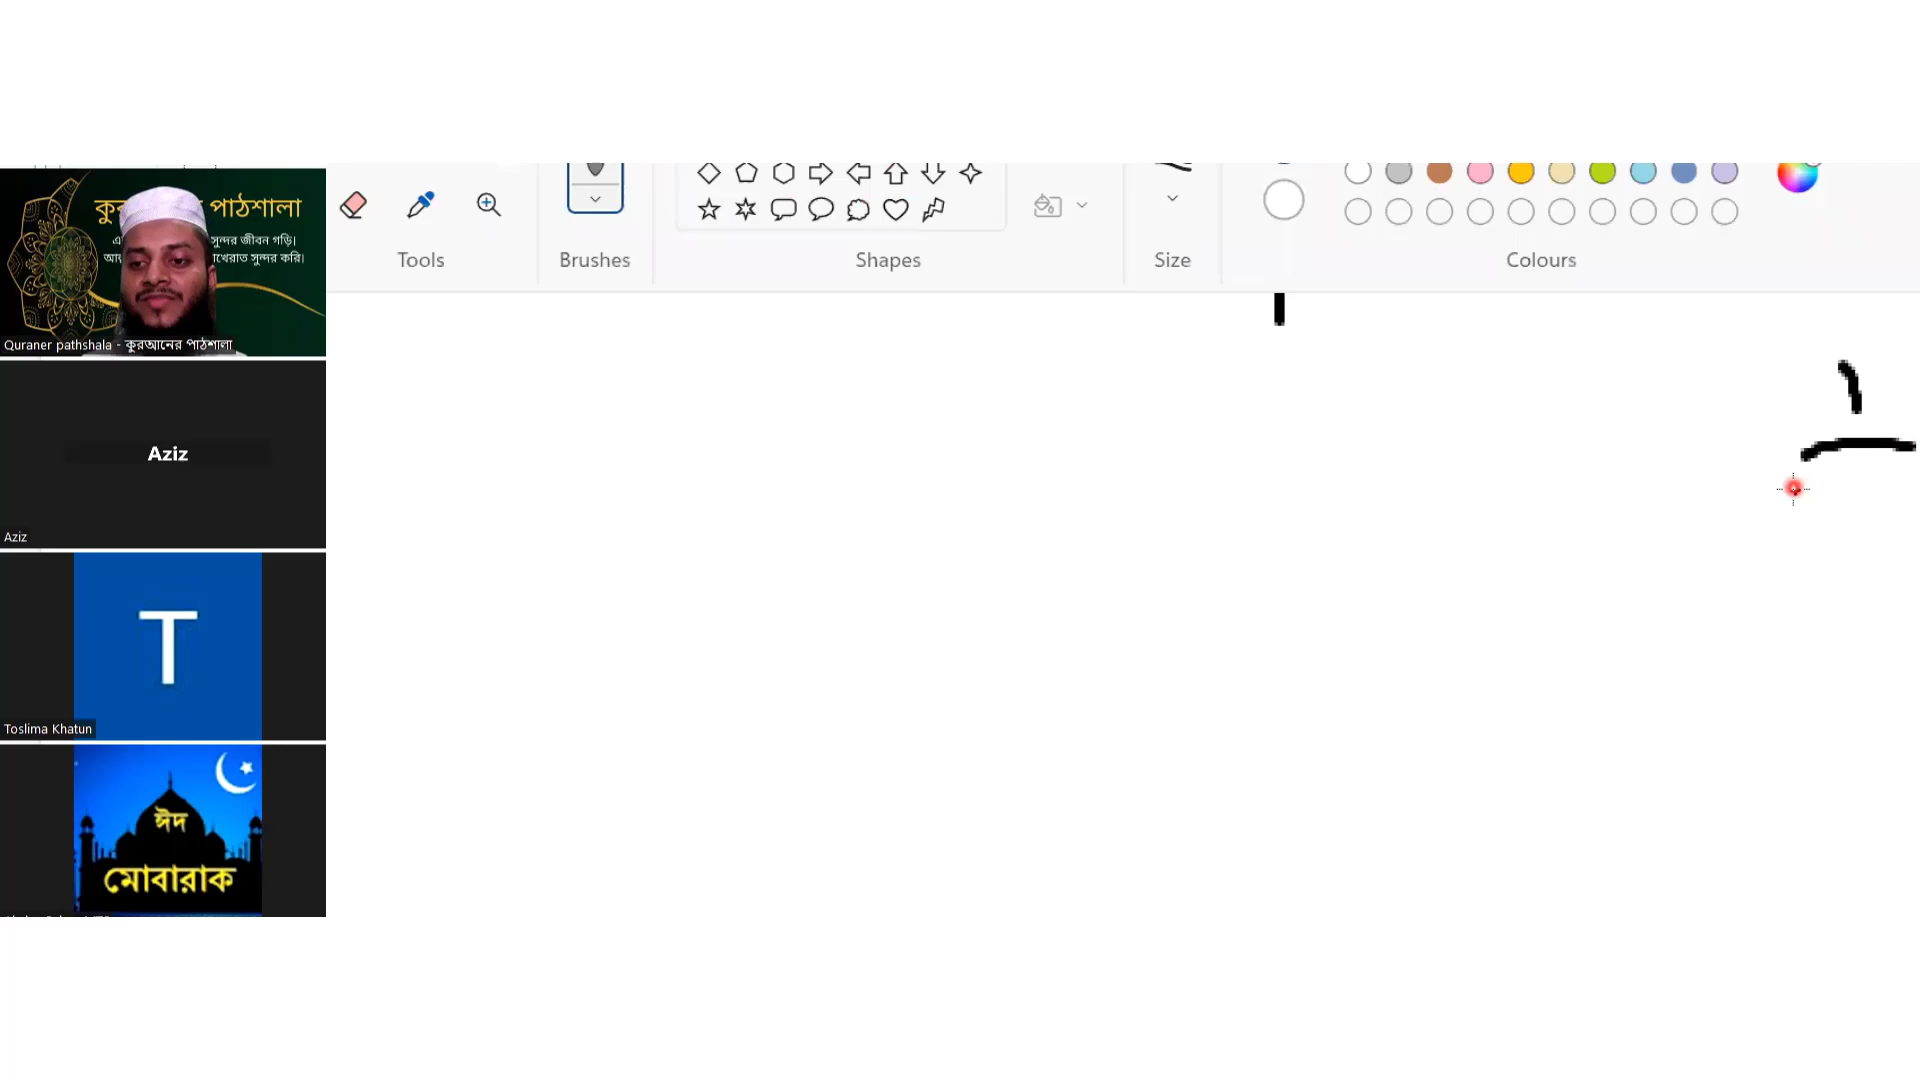 কু পাঠশালা
সুন্দর জীবন গড়ি।
খেরাত সুন্দর করি।
Quraner pathshala - কুরআনের পাঠশালা
Tools
Brushes
Shapes
Size
Colours
Aziz
Aziz
T
Toslima Khatun
ঈদ
মোবারাক